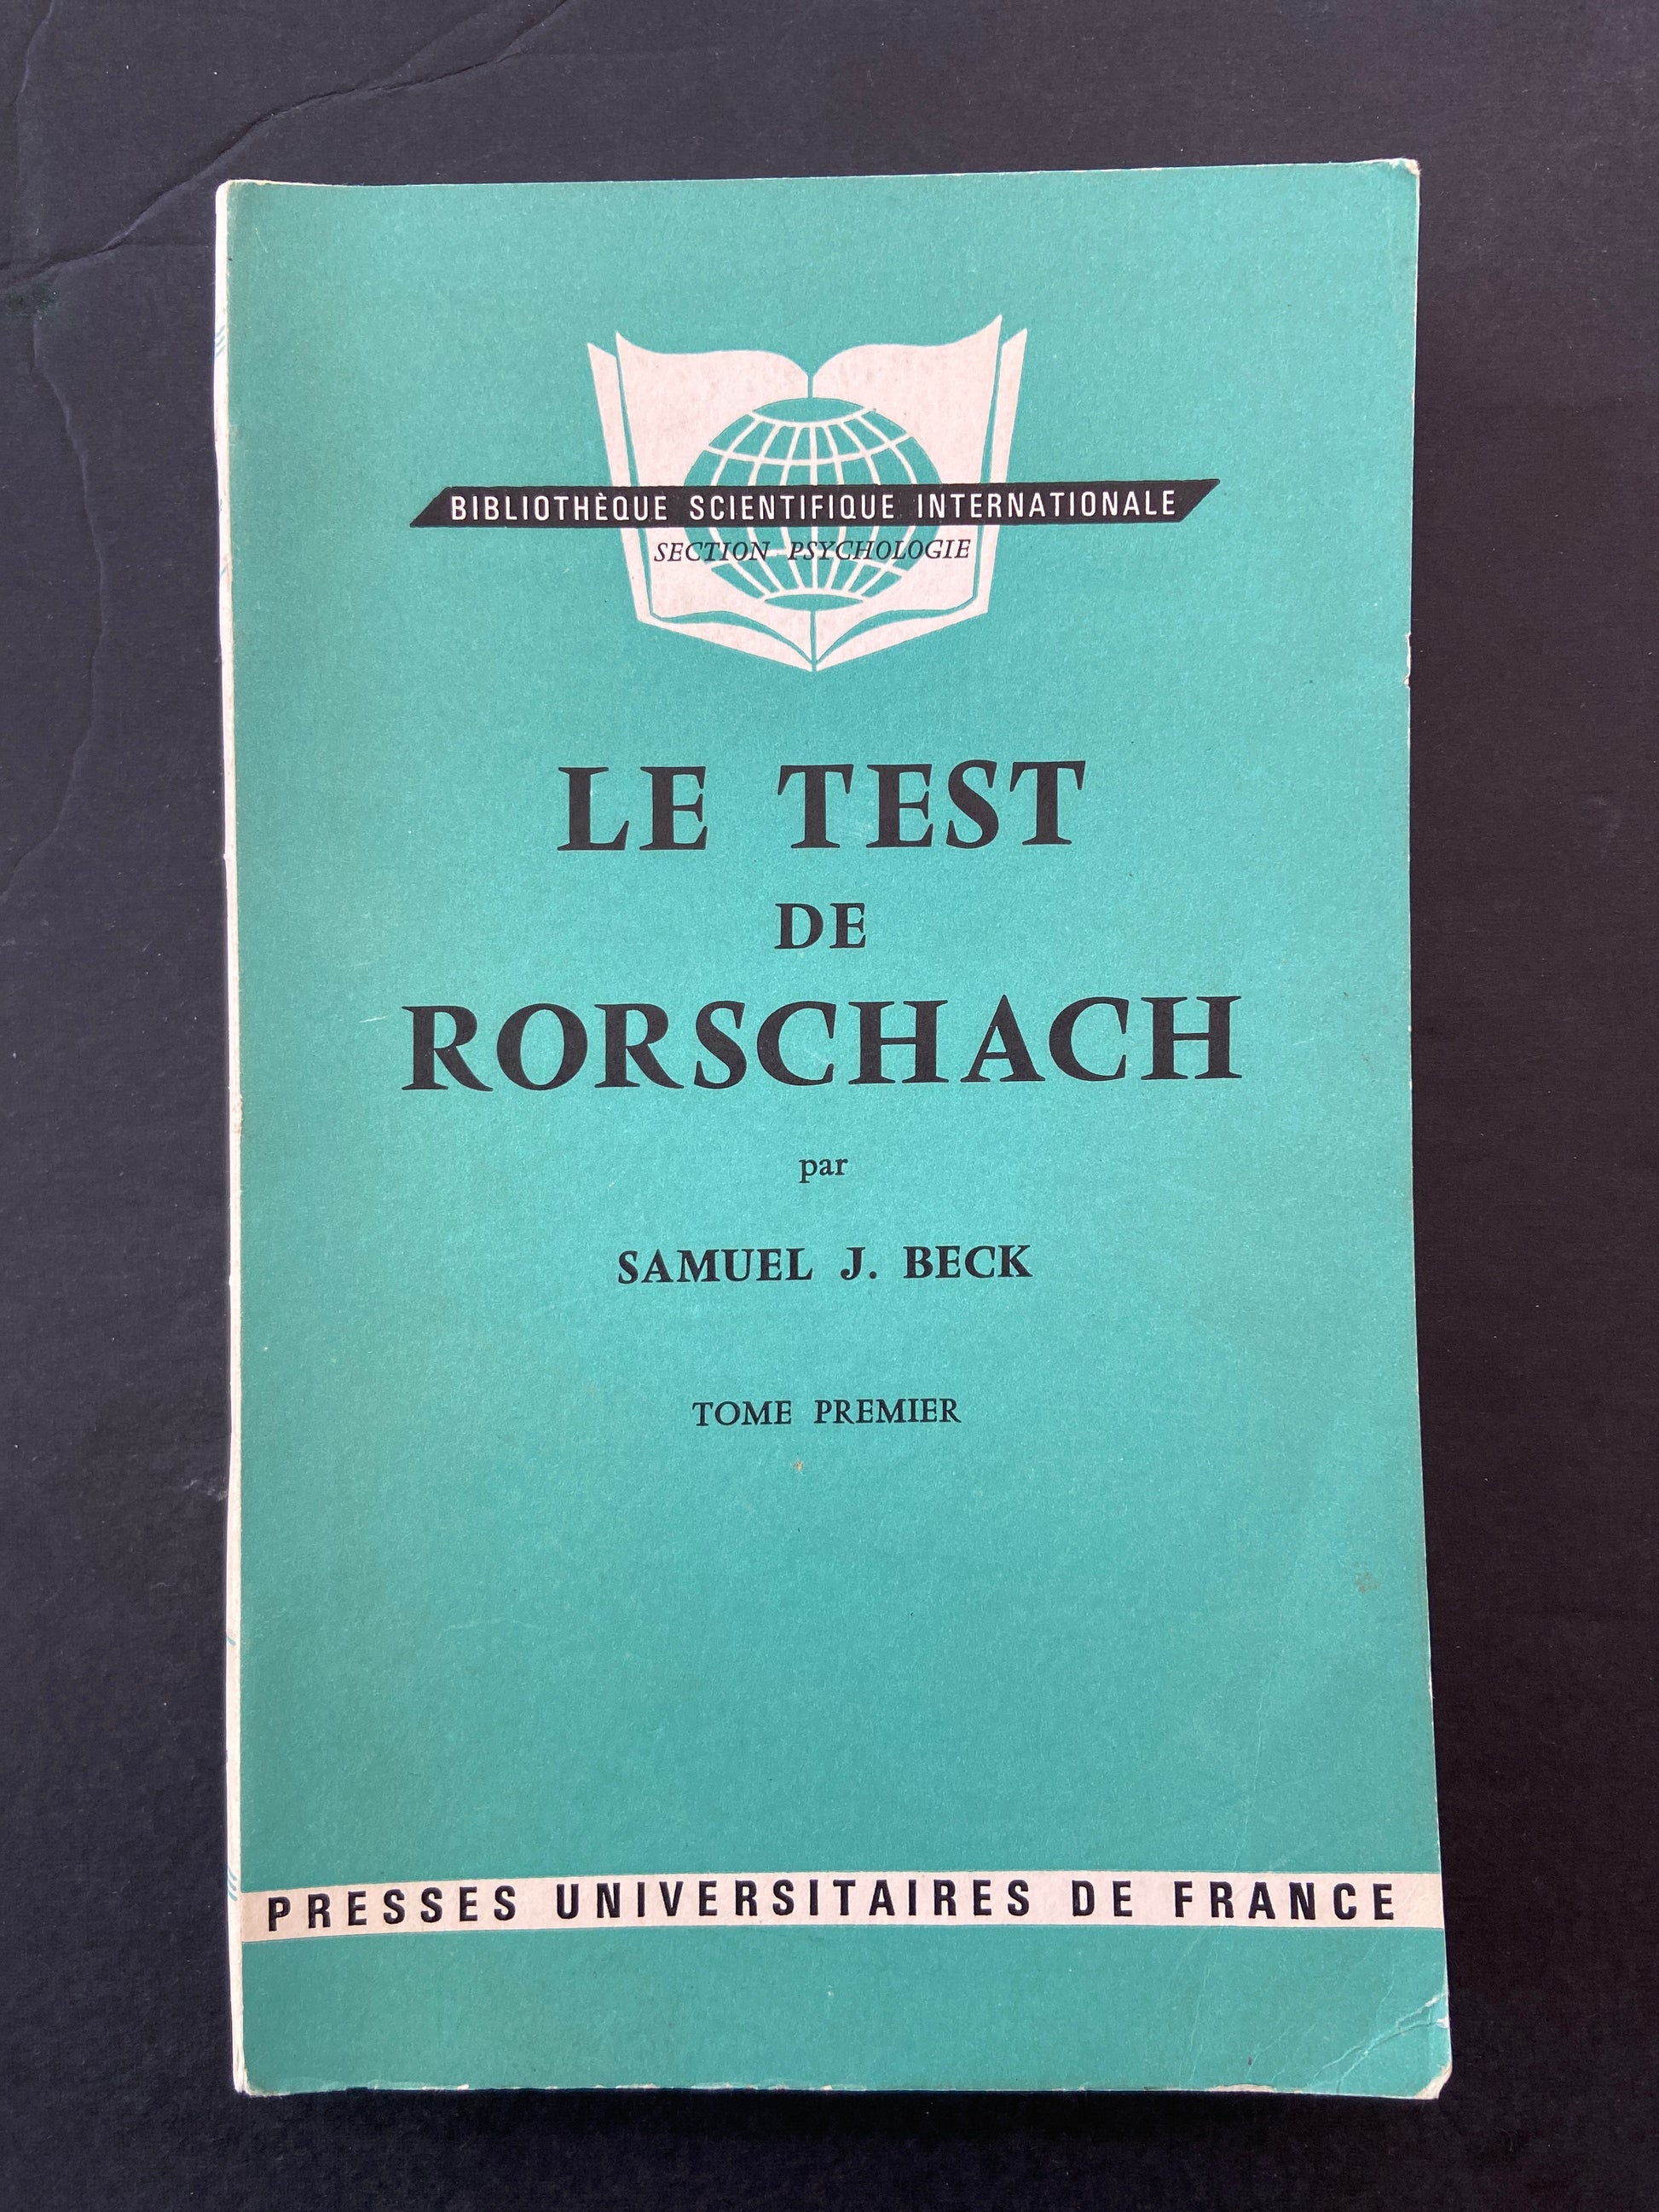 BIBLIOTHÈQUE SCIENTIFIQUE INTERNATIONALE
SECTION PSYCHOLOGIE
LE TEST
DE
RORSCHACH
par
SAMUEL J. BECK
TOME PREMIER
PRESSES UNIVERSITAIRES DE FRANCE